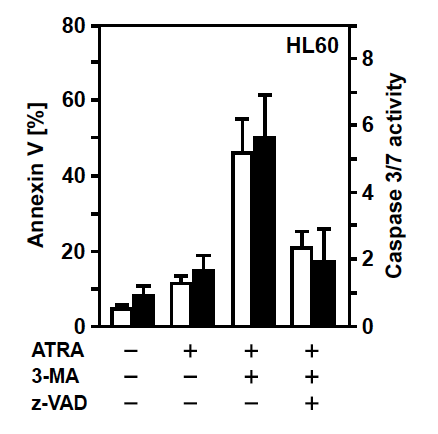 HL60
Annexin V [%]
80
60
40
20
0
Caspase 3/7 activity
8
6
4
2
0
ATRA – + + +
3-MA – – + +
z-VAD – – – +